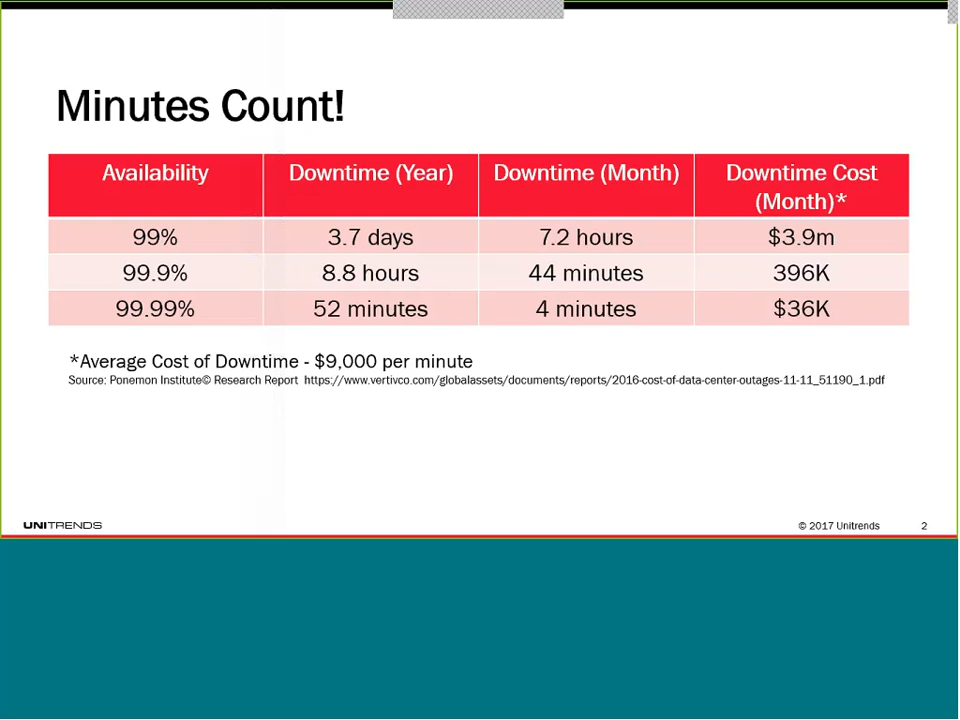 Minutes Count!
Availability Downtime (Year) Downtime (Month) Downtime Cost (Month)*
99% 3.7 days 7.2 hours $3.9m
99.9% 8.8 hours 44 minutes 396K
99.99% 52 minutes 4 minutes $36K
*Average Cost of Downtime - $9,000 per minute
Source: Ponemon Institute© Research Report https://www.vertivco.com/globalassets/documents/reports/2016-cost-of-data-center-outages-11-11_51190_1.pdf
UNITRENDS © 2017 Unitrends 2